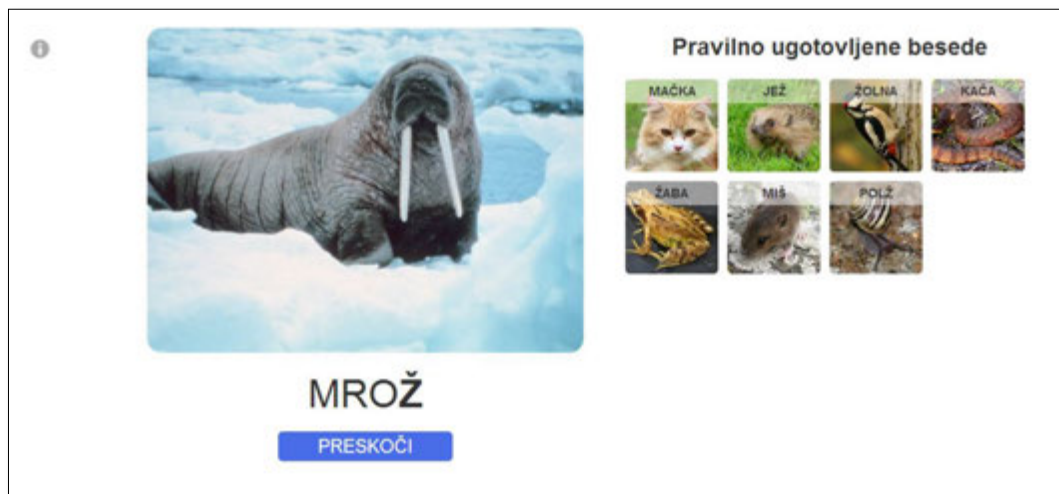 Pravilno ugotovljene besede
MAČKA JEŽ ŽOLNA KAČA
ŽABA MIŠ POLŽ
MROŽ
PRESKOČI